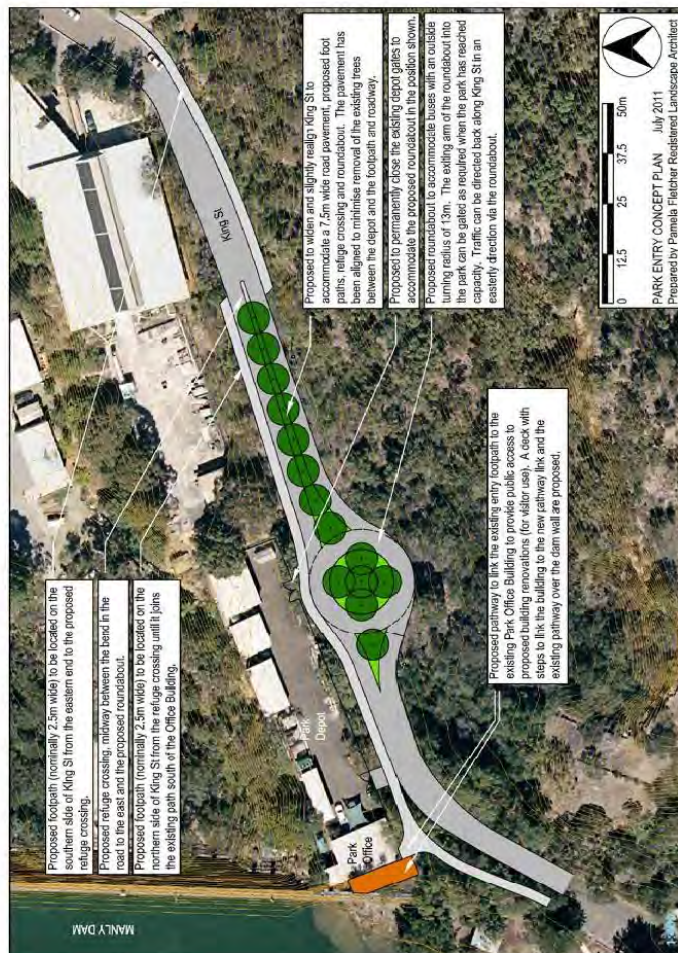 Proposed footpath (nominally 2.5m wide) to be located on the
southern side of King St from the eastern end to the proposed
refuge crossing.
Proposed refuge crossing, midway between the bend in the
road to the east and the proposed roundabout.
Proposed footpath (nominally 2.5m wide) to be located on the
northern side of King St from the refuge crossing until it joins
the existing path south of the Office Building.
King St
Proposed to widen and slightly realign King St to
accommodate a 7.5m wide road pavement, proposed foot
paths, refuge crossing and roundabout. The pavement has
been aligned to minimise removal of the existing trees
between the depot and the footpath and roadway.
Proposed to permanently close the existing depot gates to
accommodate the proposed roundabout in the position shown.
Proposed roundabout to accommodate buses with an outside
turning radius of 13m. The exiting arm of the roundabout into
the park can be gated as required when the park has reached
capacity. Traffic can be directed back along King St in an
easterly direction via the roundabout.
Park
Depot
Park
Office
MANLY DAM
Proposed pathway to link the existing entry footpath to the
existing Park Office Building to provide public access to
proposed building renovations (for visitor use). A deck with
steps to link the building to the new pathway link and the
existing pathway over the dam wall are proposed.
0 12.5 25 37.5 50m
PARK ENTRY CONCEPT PLAN July 2011
Prepared by Pamela Fletcher Registered Landscape Architect